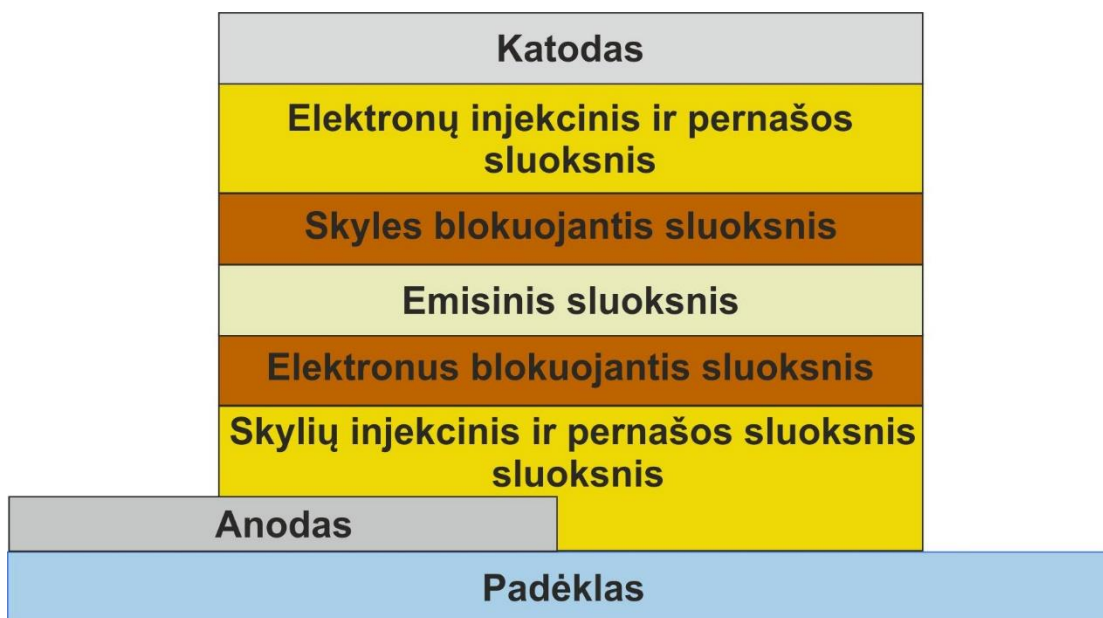 Katodas
Elektronų injekcinis ir pernašos
sluoksnis
Skyles blokuojantis sluoksnis
Emisinis sluoksnis
Elektronus blokuojantis sluoksnis
Skylių injekcinis ir pernašos sluoksnis
sluoksnis
Anodas
Padėklas